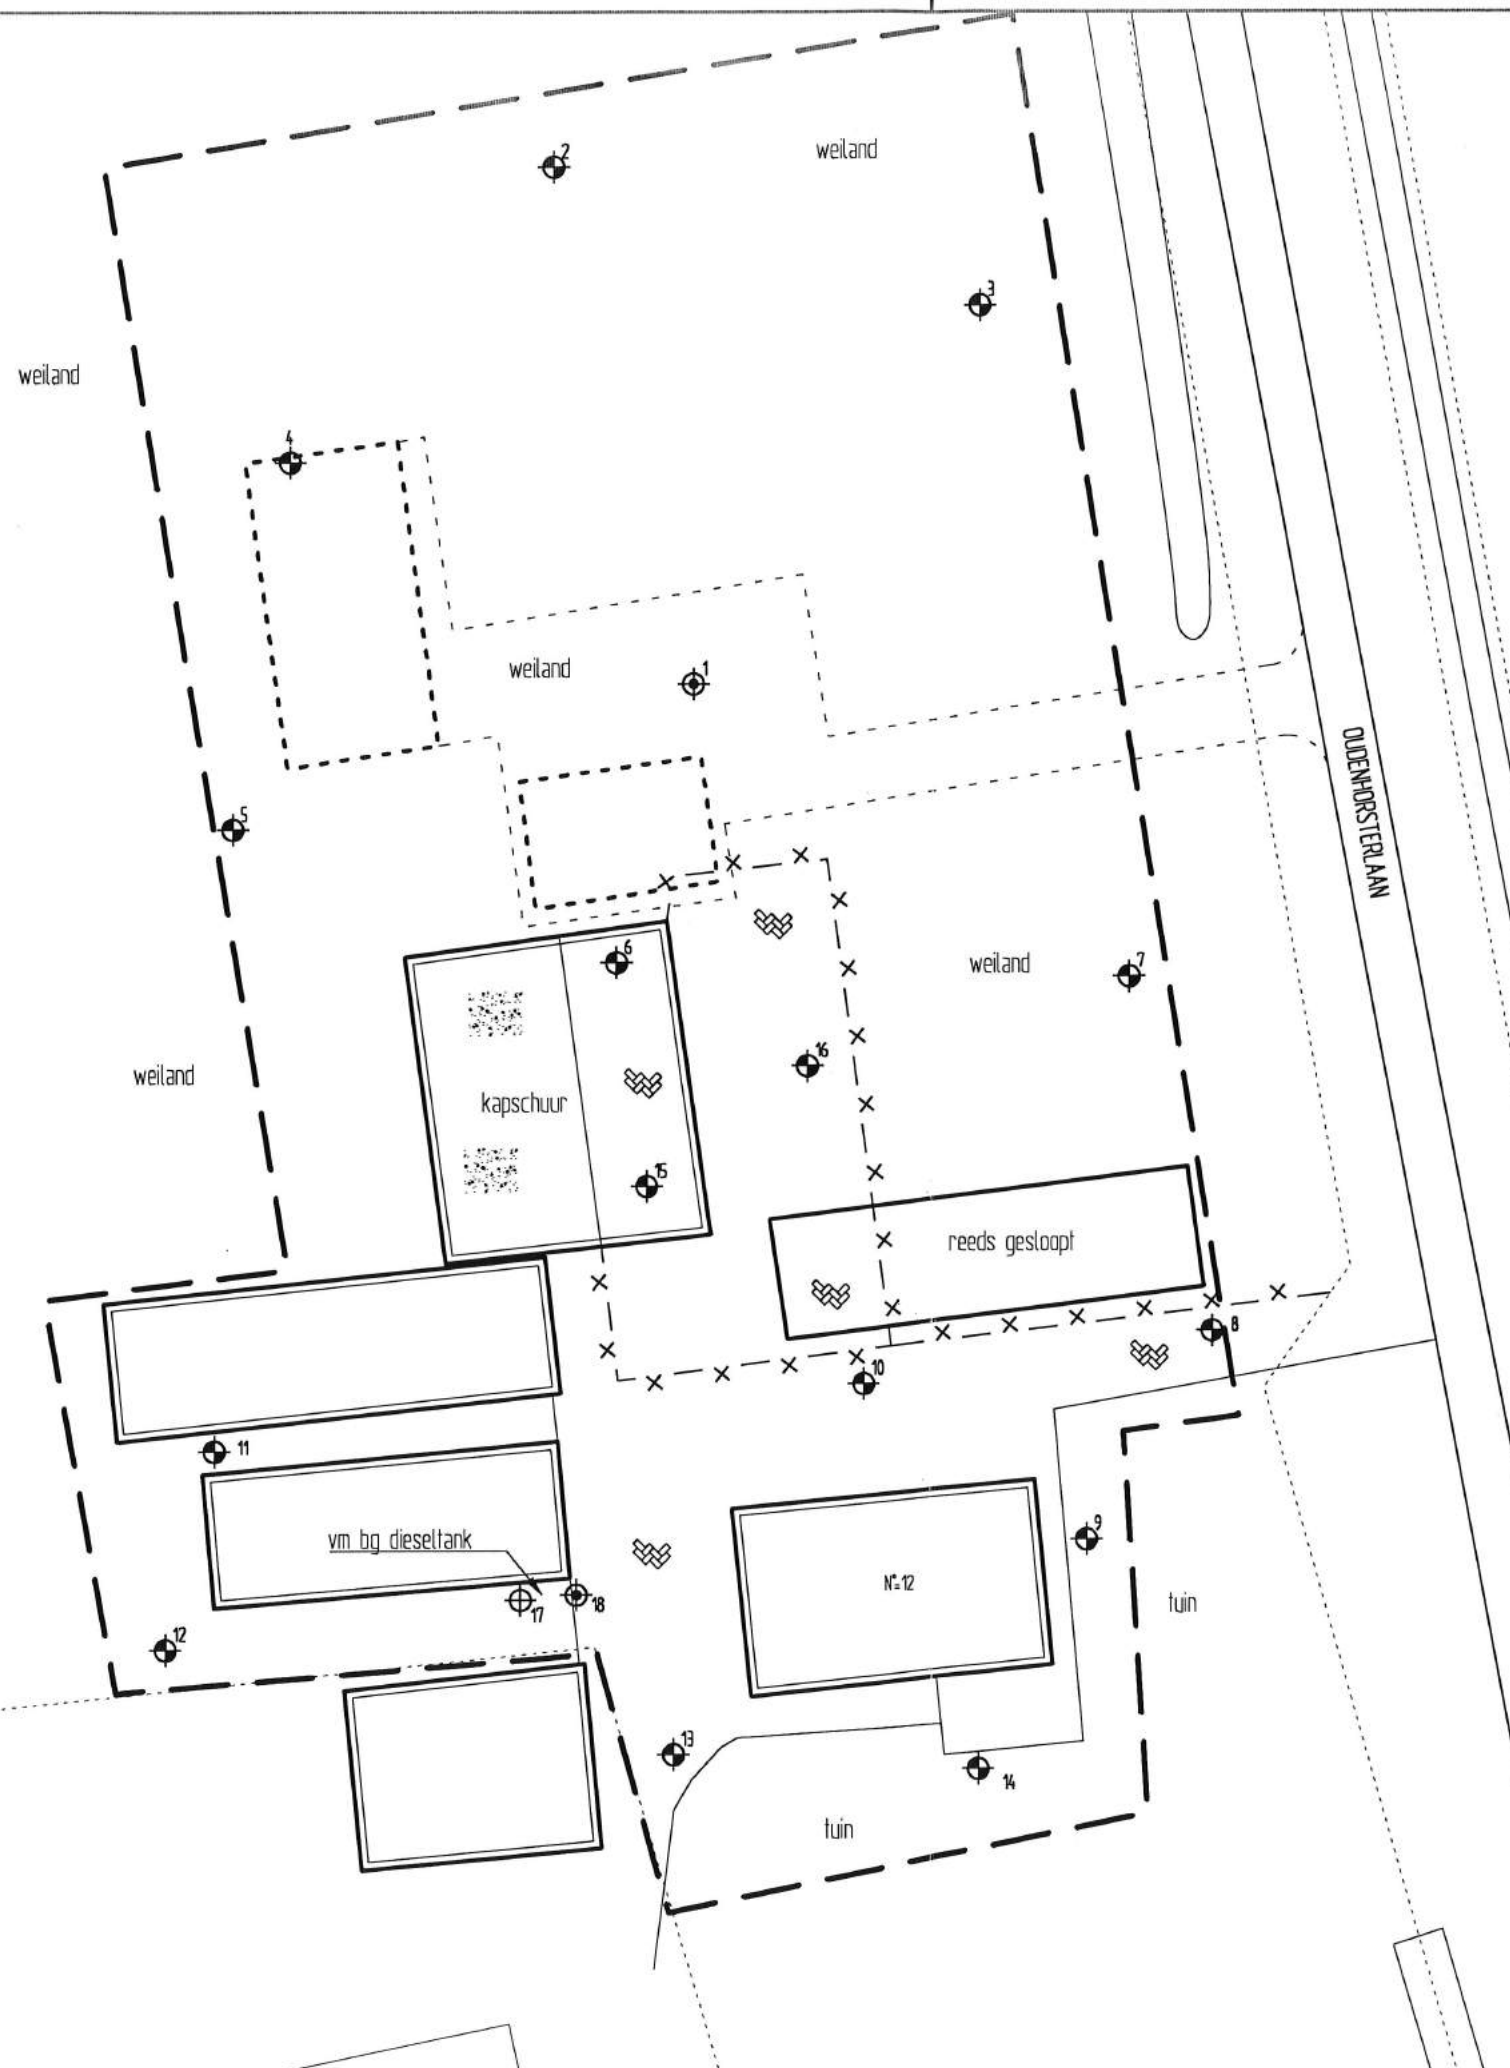 2
weiland
3
weiland
4
weiland
1
OUDENHORSTERLAAN
5
6
weiland
7
16
weiland
kapschuur
15
reeds gesloopt
8
10
11
9
vm bg dieseltank
N°=12
tuin
17
18
12
13
14
tuin